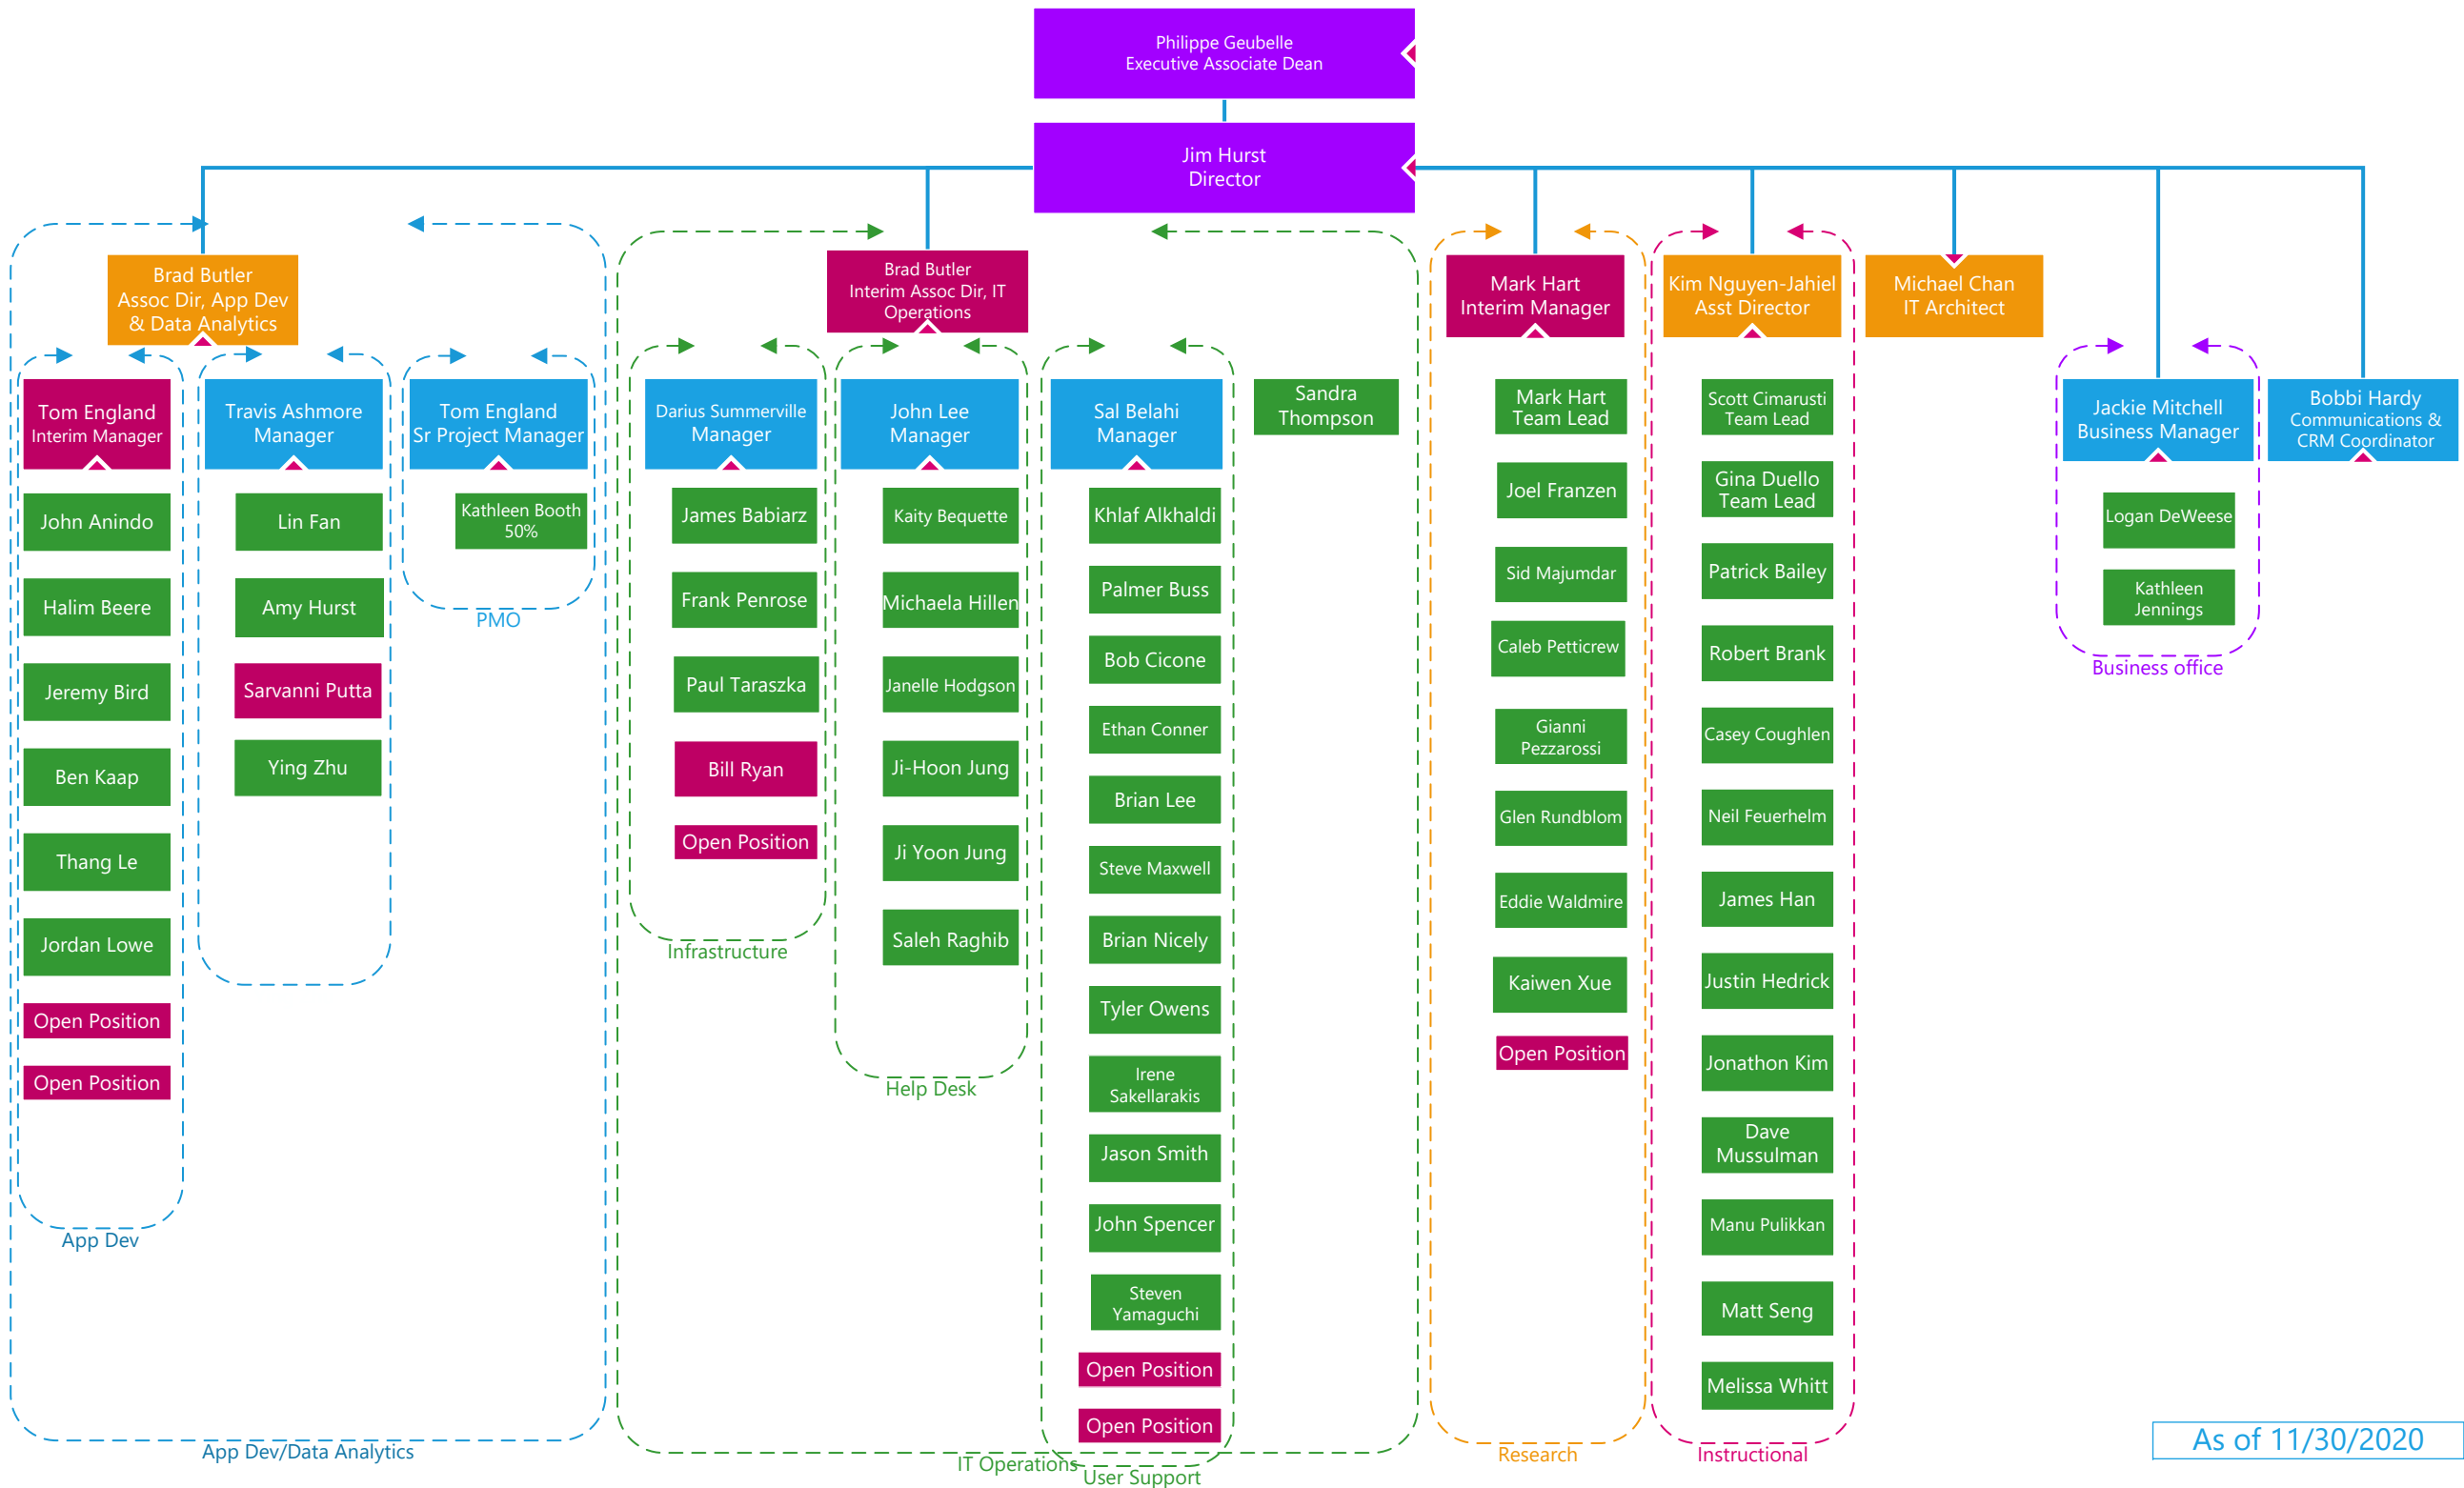 Philippe Geubelle
Executive Associate Dean
Jim Hurst
Director
Brad Butler
Assoc Dir, App Dev
& Data Analytics
Tom England
Interim Manager
John Anindo
Halim Beere
Jeremy Bird
Ben Kaap
Thang Le
Jordan Lowe
Open Position
Open Position
App Dev
Travis Ashmore
Manager
Lin Fan
Amy Hurst
Sarvanni Putta
Ying Zhu
Tom England
Sr Project Manager
Kathleen Booth
50%
PMO
App Dev/Data Analytics
Brad Butler
Interim Assoc Dir, IT
Operations
Darius Summerville
Manager
James Babiarz
Frank Penrose
Paul Taraszka
Bill Ryan
Open Position
Infrastructure
John Lee
Manager
Kaity Bequette
Michaela Hillen
Janelle Hodgson
Ji-Hoon Jung
Ji Yoon Jung
Saleh Raghib
Help Desk
Sal Belahi
Manager
Khlaf Alkhaldi
Palmer Buss
Bob Cicone
Ethan Conner
Brian Lee
Steve Maxwell
Brian Nicely
Tyler Owens
Irene
Sakellarakis
Jason Smith
John Spencer
Steven
Yamaguchi
Open Position
Open Position
User Support
Sandra
Thompson
IT Operations
Mark Hart
Interim Manager
Mark Hart
Team Lead
Joel Franzen
Sid Majumdar
Caleb Petticrew
Gianni
Pezzarossi
Glen Rundblom
Eddie Waldmire
Kaiwen Xue
Open Position
Research
Kim Nguyen-Jahiel
Asst Director
Scott Cimarusti
Team Lead
Gina Duello
Team Lead
Patrick Bailey
Robert Brank
Casey Coughlen
Neil Feuerhelm
James Han
Justin Hedrick
Jonathon Kim
Dave
Mussulman
Manu Pulikkan
Matt Seng
Melissa Whitt
Instructional
Michael Chan
IT Architect
Jackie Mitchell
Business Manager
Logan DeWeese
Kathleen
Jennings
Business office
Bobbi Hardy
Communications &
CRM Coordinator
As of 11/30/2020